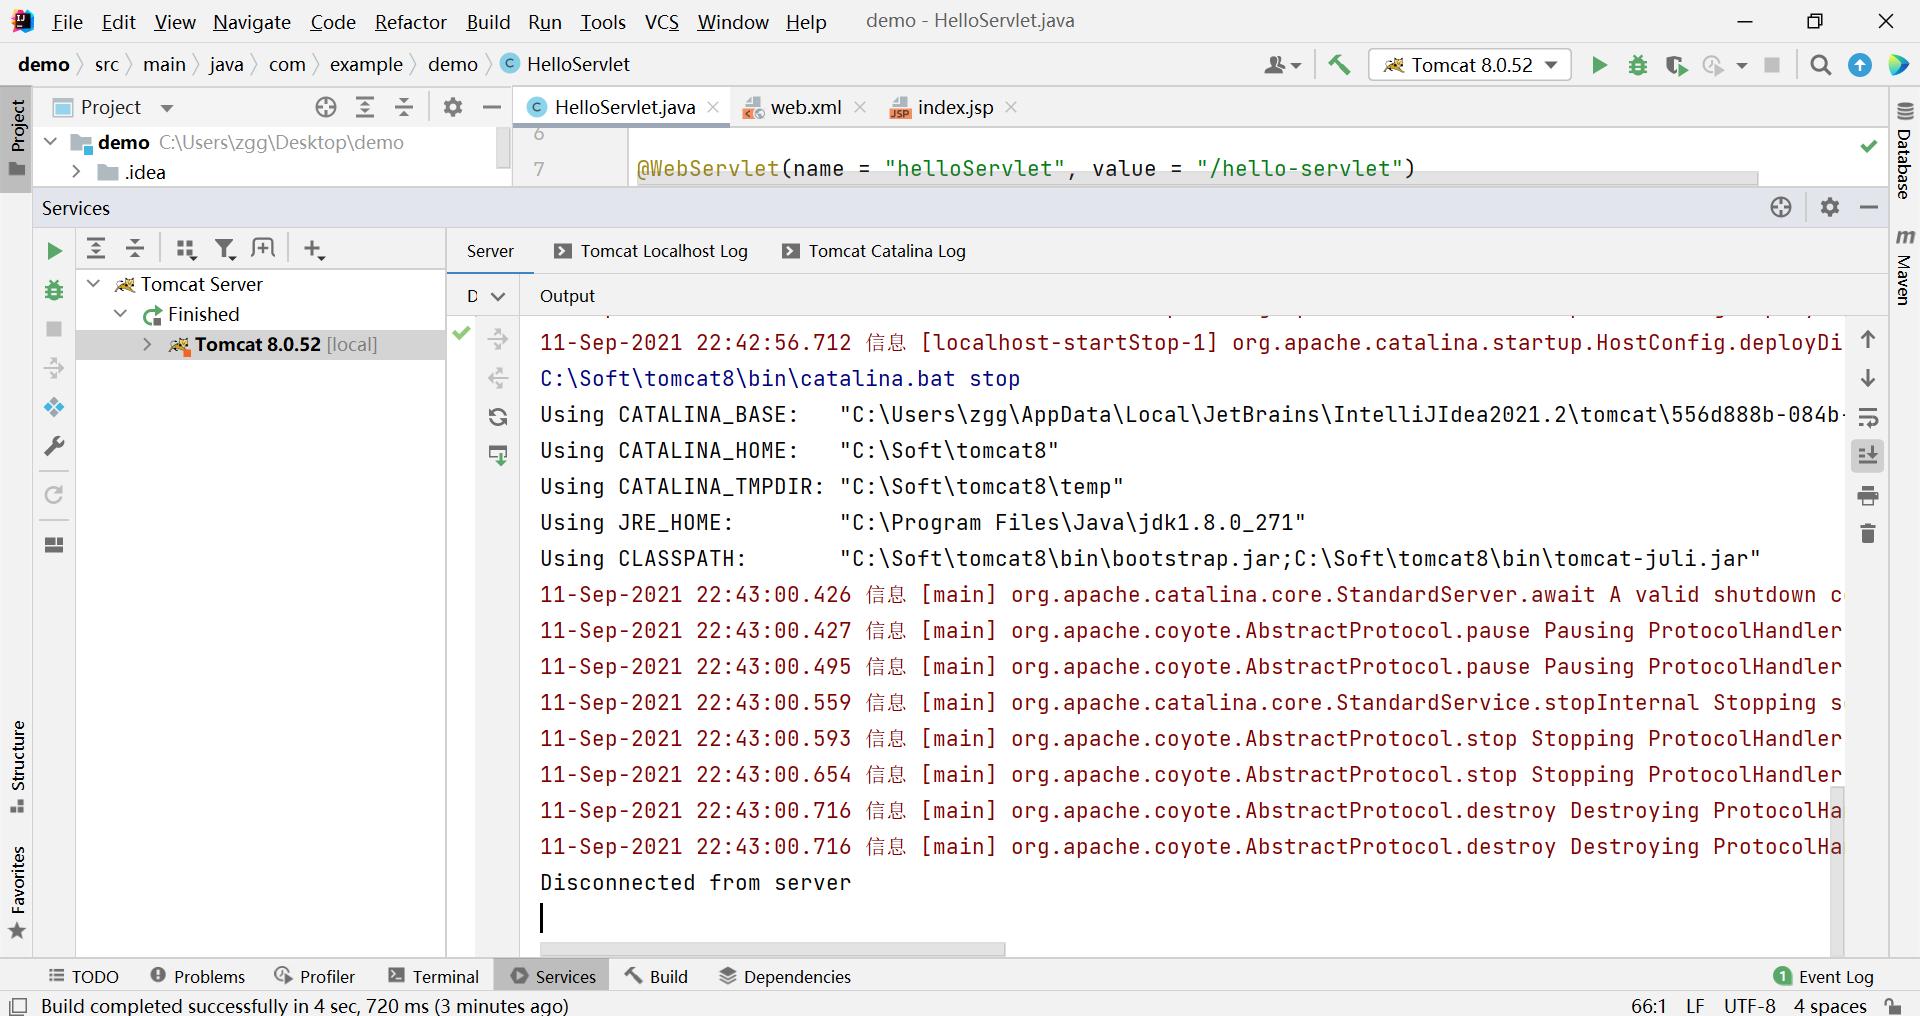 File Edit View Navigate Code Refactor Build Run Tools VCS Window Help demo - HelloServlet.java
demo src main java com example demo HelloServlet Tomcat 8.0.52
Project
Project HelloServlet.java web.xml index.jsp
demo C:\Users\zgg\Desktop\demo 6
.idea 7 @WebServlet(name = "helloServlet", value = "/hello-servlet")
Database
Services
Maven
Server Tomcat Localhost Log Tomcat Catalina Log
Tomcat Server
D Output
Finished
Tomcat 8.0.52 [local]
11-Sep-2021 22:42:56.712 信息 [localhost-startStop-1] org.apache.catalina.startup.HostConfig.deployDi
C:\Soft\tomcat8\bin\catalina.bat stop
Using CATALINA_BASE: "C:\Users\zgg\AppData\Local\JetBrains\IntelliJIdea2021.2\tomcat\556d888b-084b-
Using CATALINA_HOME: "C:\Soft\tomcat8"
Using CATALINA_TMPDIR: "C:\Soft\tomcat8\temp"
Using JRE_HOME: "C:\Program Files\Java\jdk1.8.0_271"
Using CLASSPATH: "C:\Soft\tomcat8\bin\bootstrap.jar;C:\Soft\tomcat8\bin\tomcat-juli.jar"
11-Sep-2021 22:43:00.426 信息 [main] org.apache.catalina.core.StandardServer.await A valid shutdown c
11-Sep-2021 22:43:00.427 信息 [main] org.apache.coyote.AbstractProtocol.pause Pausing ProtocolHandler
11-Sep-2021 22:43:00.495 信息 [main] org.apache.coyote.AbstractProtocol.pause Pausing ProtocolHandler
11-Sep-2021 22:43:00.559 信息 [main] org.apache.catalina.core.StandardService.stopInternal Stopping s
11-Sep-2021 22:43:00.593 信息 [main] org.apache.coyote.AbstractProtocol.stop Stopping ProtocolHandler
11-Sep-2021 22:43:00.654 信息 [main] org.apache.coyote.AbstractProtocol.stop Stopping ProtocolHandler
11-Sep-2021 22:43:00.716 信息 [main] org.apache.coyote.AbstractProtocol.destroy Destroying ProtocolHa
11-Sep-2021 22:43:00.716 信息 [main] org.apache.coyote.AbstractProtocol.destroy Destroying ProtocolHa
Disconnected from server
Structure
Favorites
TODO Problems Profiler Terminal Services Build Dependencies 1 Event Log
Build completed successfully in 4 sec, 720 ms (3 minutes ago) 66:1 LF UTF-8 4 spaces